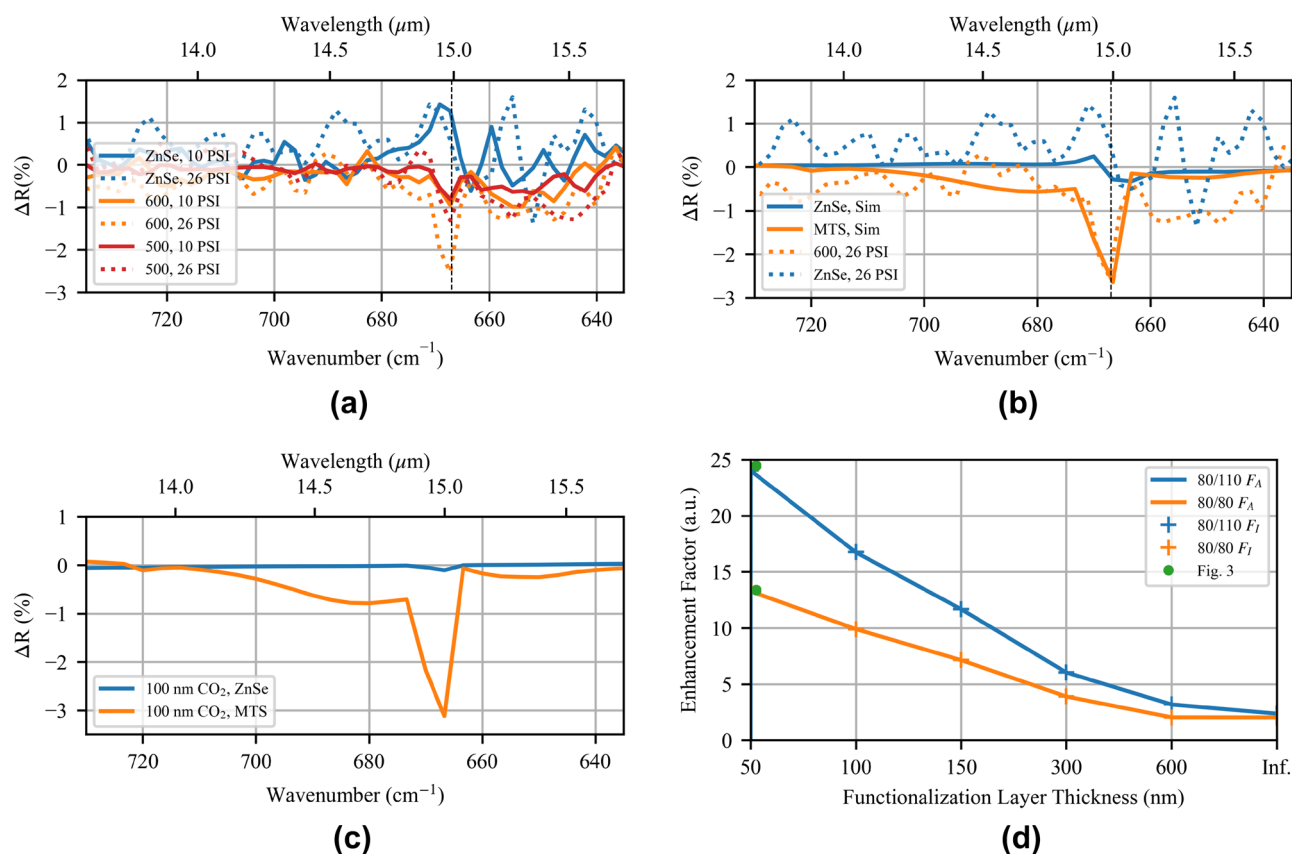 Wavelength (μm)
14.0 14.5 15.0 15.5
2
1
0
−1
−2
−3
ΔR(%)
ZnSe, 10 PSI
ZnSe, 26 PSI
600, 10 PSI
600, 26 PSI
500, 10 PSI
500, 26 PSI
720 700 680 660 640
Wavenumber (cm⁻¹)
(a)
Wavelength (μm)
14.0 14.5 15.0 15.5
2
1
0
−1
−2
−3
ΔR (%)
ZnSe, Sim
MTS, Sim
600, 26 PSI
ZnSe, 26 PSI
720 700 680 660 640
Wavenumber (cm⁻¹)
(b)
Wavelength (μm)
14.0 14.5 15.0 15.5
1
0
−1
−2
−3
ΔR (%)
100 nm CO₂, ZnSe
100 nm CO₂, MTS
720 700 680 660 640
Wavenumber (cm⁻¹)
(c)
25
20
15
10
5
0
Enhancement Factor (a.u.)
80/110 F_A
80/80 F_A
80/110 F_I
80/80 F_I
Fig. 3
50 100 150 300 600 Inf.
Functionalization Layer Thickness (nm)
(d)